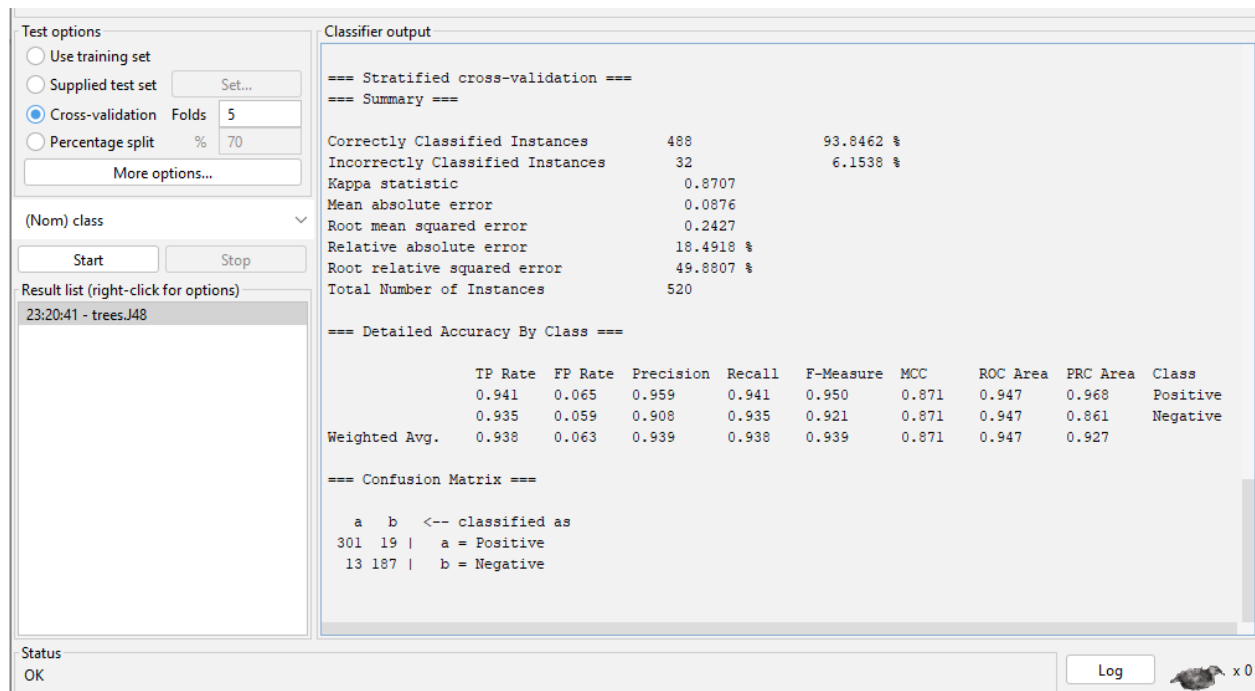 Test options
Use training set
Supplied test set Set...
Cross-validation Folds 5
Percentage split % 70
More options...
(Nom) class
Start Stop
Result list (right-click for options)
23:20:41 - trees.J48
Classifier output
=== Stratified cross-validation ===
=== Summary ===
Correctly Classified Instances 488 93.8462 %
Incorrectly Classified Instances 32 6.1538 %
Kappa statistic 0.8707
Mean absolute error 0.0876
Root mean squared error 0.2427
Relative absolute error 18.4918 %
Root relative squared error 49.8807 %
Total Number of Instances 520
=== Detailed Accuracy By Class ===
TP Rate FP Rate Precision Recall F-Measure MCC ROC Area PRC Area Class
0.941 0.065 0.959 0.941 0.950 0.871 0.947 0.968 Positive
0.935 0.059 0.908 0.935 0.921 0.871 0.947 0.861 Negative
Weighted Avg. 0.938 0.063 0.939 0.938 0.939 0.871 0.947 0.927
=== Confusion Matrix ===
a b <-- classified as
301 19 | a = Positive
13 187 | b = Negative
Status
OK
Log x 0